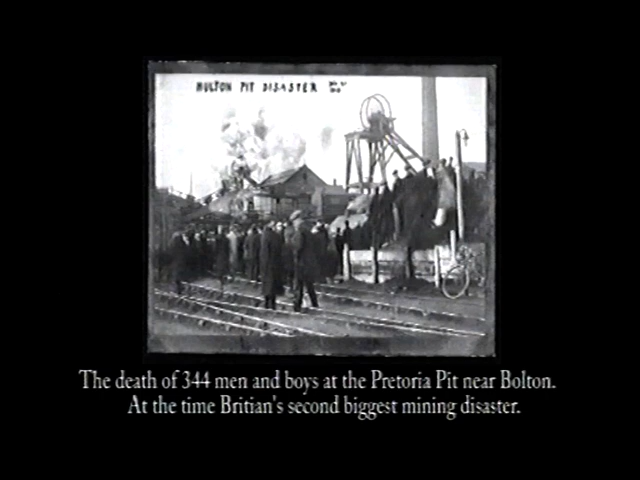 HULTON PIT DISASTER
The death of 344 men and boys at the Pretoria Pit near Bolton.
At the time Britian's second biggest mining disaster.